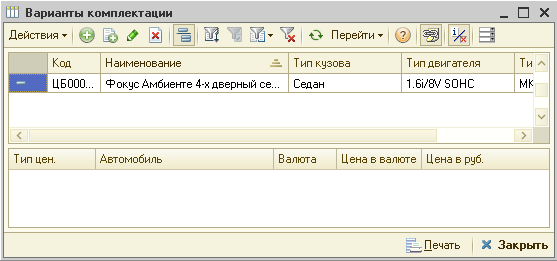 Варианты комплектации
Действия Перейти
Код Наименование Тип кузова Тип двигателя Ти
ЦБ000... Фокус Амбиенте 4-х дверный се... Седан 1.6i/8V SOHC МК
Тип цен. Автомобиль Валюта Цена в валюте Цена в руб.
Печать Закрыть